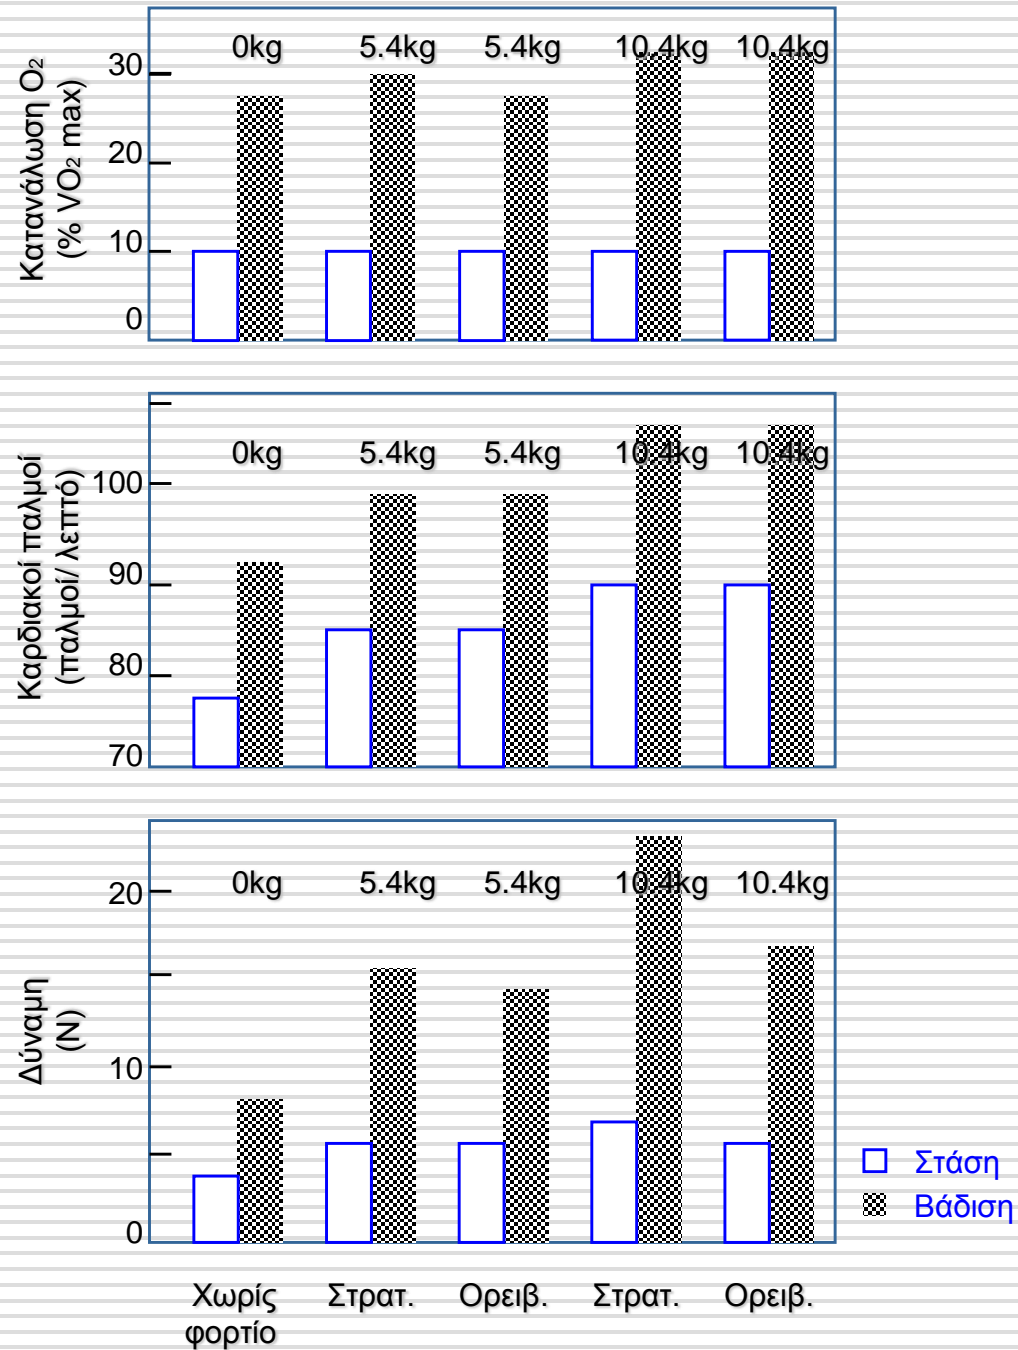 Κατανάλωση O₂
(% VO₂ max)
0kg 5.4kg 5.4kg 10.4kg 10.4kg
30
20
10
0
Καρδιακοί παλμοί
(παλμοί/ λεπτό)
0kg 5.4kg 5.4kg 10.4kg 10.4kg
100
90
80
70
Δύναμη
(N)
0kg 5.4kg 5.4kg 10.4kg 10.4kg
20
10
0
Στάση
Βάδιση
Χωρίς Στρατ. Ορειβ. Στρατ. Ορειβ.
φορτίο